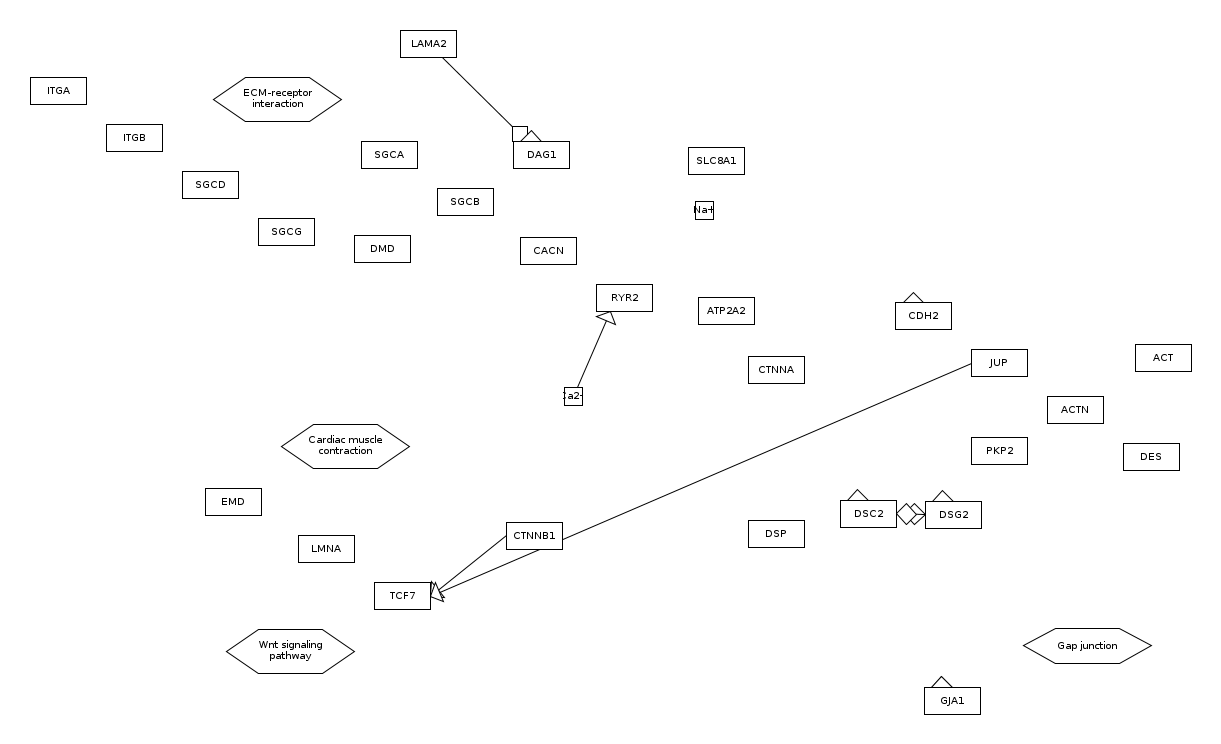 LAMA2
ITGA
ECM-receptor
interaction
ITGB
SGCA
DAG1
SLC8A1
SGCD
SGCB
Na+
SGCG
DMD
CACN
RYR2
ATP2A2
CDH2
JUP
ACT
CTNNA
ACTN
Cardiac muscle
contraction
PKP2
DES
EMD
DSC2
DSG2
CTNNB1
DSP
LMNA
TCF7
Wnt signaling
pathway
Gap junction
GJA1